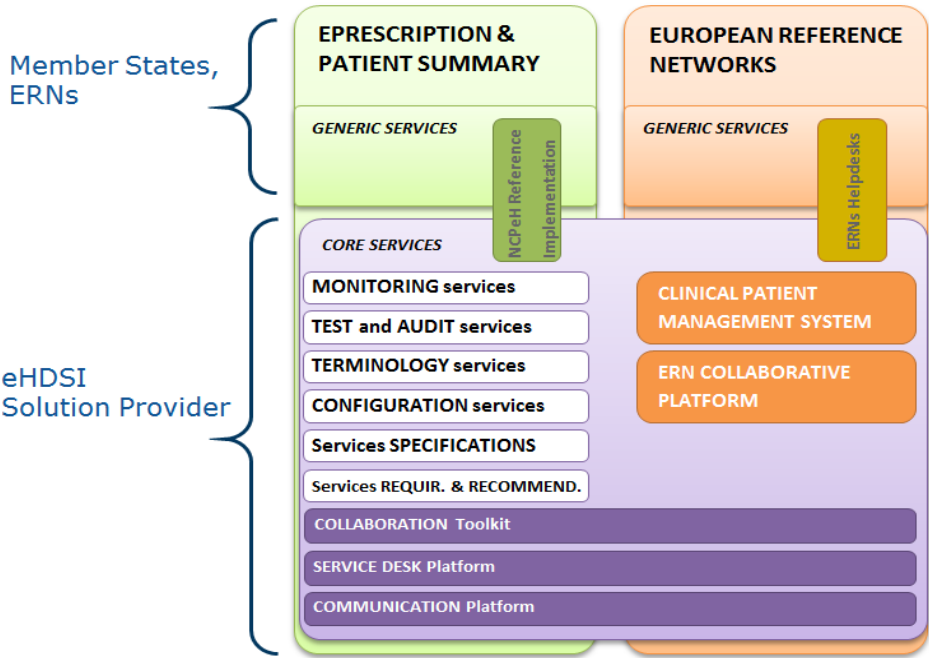 Member States,
ERNs
EPRESCRIPTION &
PATIENT SUMMARY
GENERIC SERVICES
NCPeH Reference
Implementation
EUROPEAN REFERENCE
NETWORKS
GENERIC SERVICES
ERNs Helpdesks
eHDSI
Solution Provider
CORE SERVICES
MONITORING services
TEST and AUDIT services
TERMINOLOGY services
CONFIGURATION services
Services SPECIFICATIONS
Services REQUIR. & RECOMMEND.
CLINICAL PATIENT
MANAGEMENT SYSTEM
ERN COLLABORATIVE
PLATFORM
COLLABORATION Toolkit
SERVICE DESK Platform
COMMUNICATION Platform